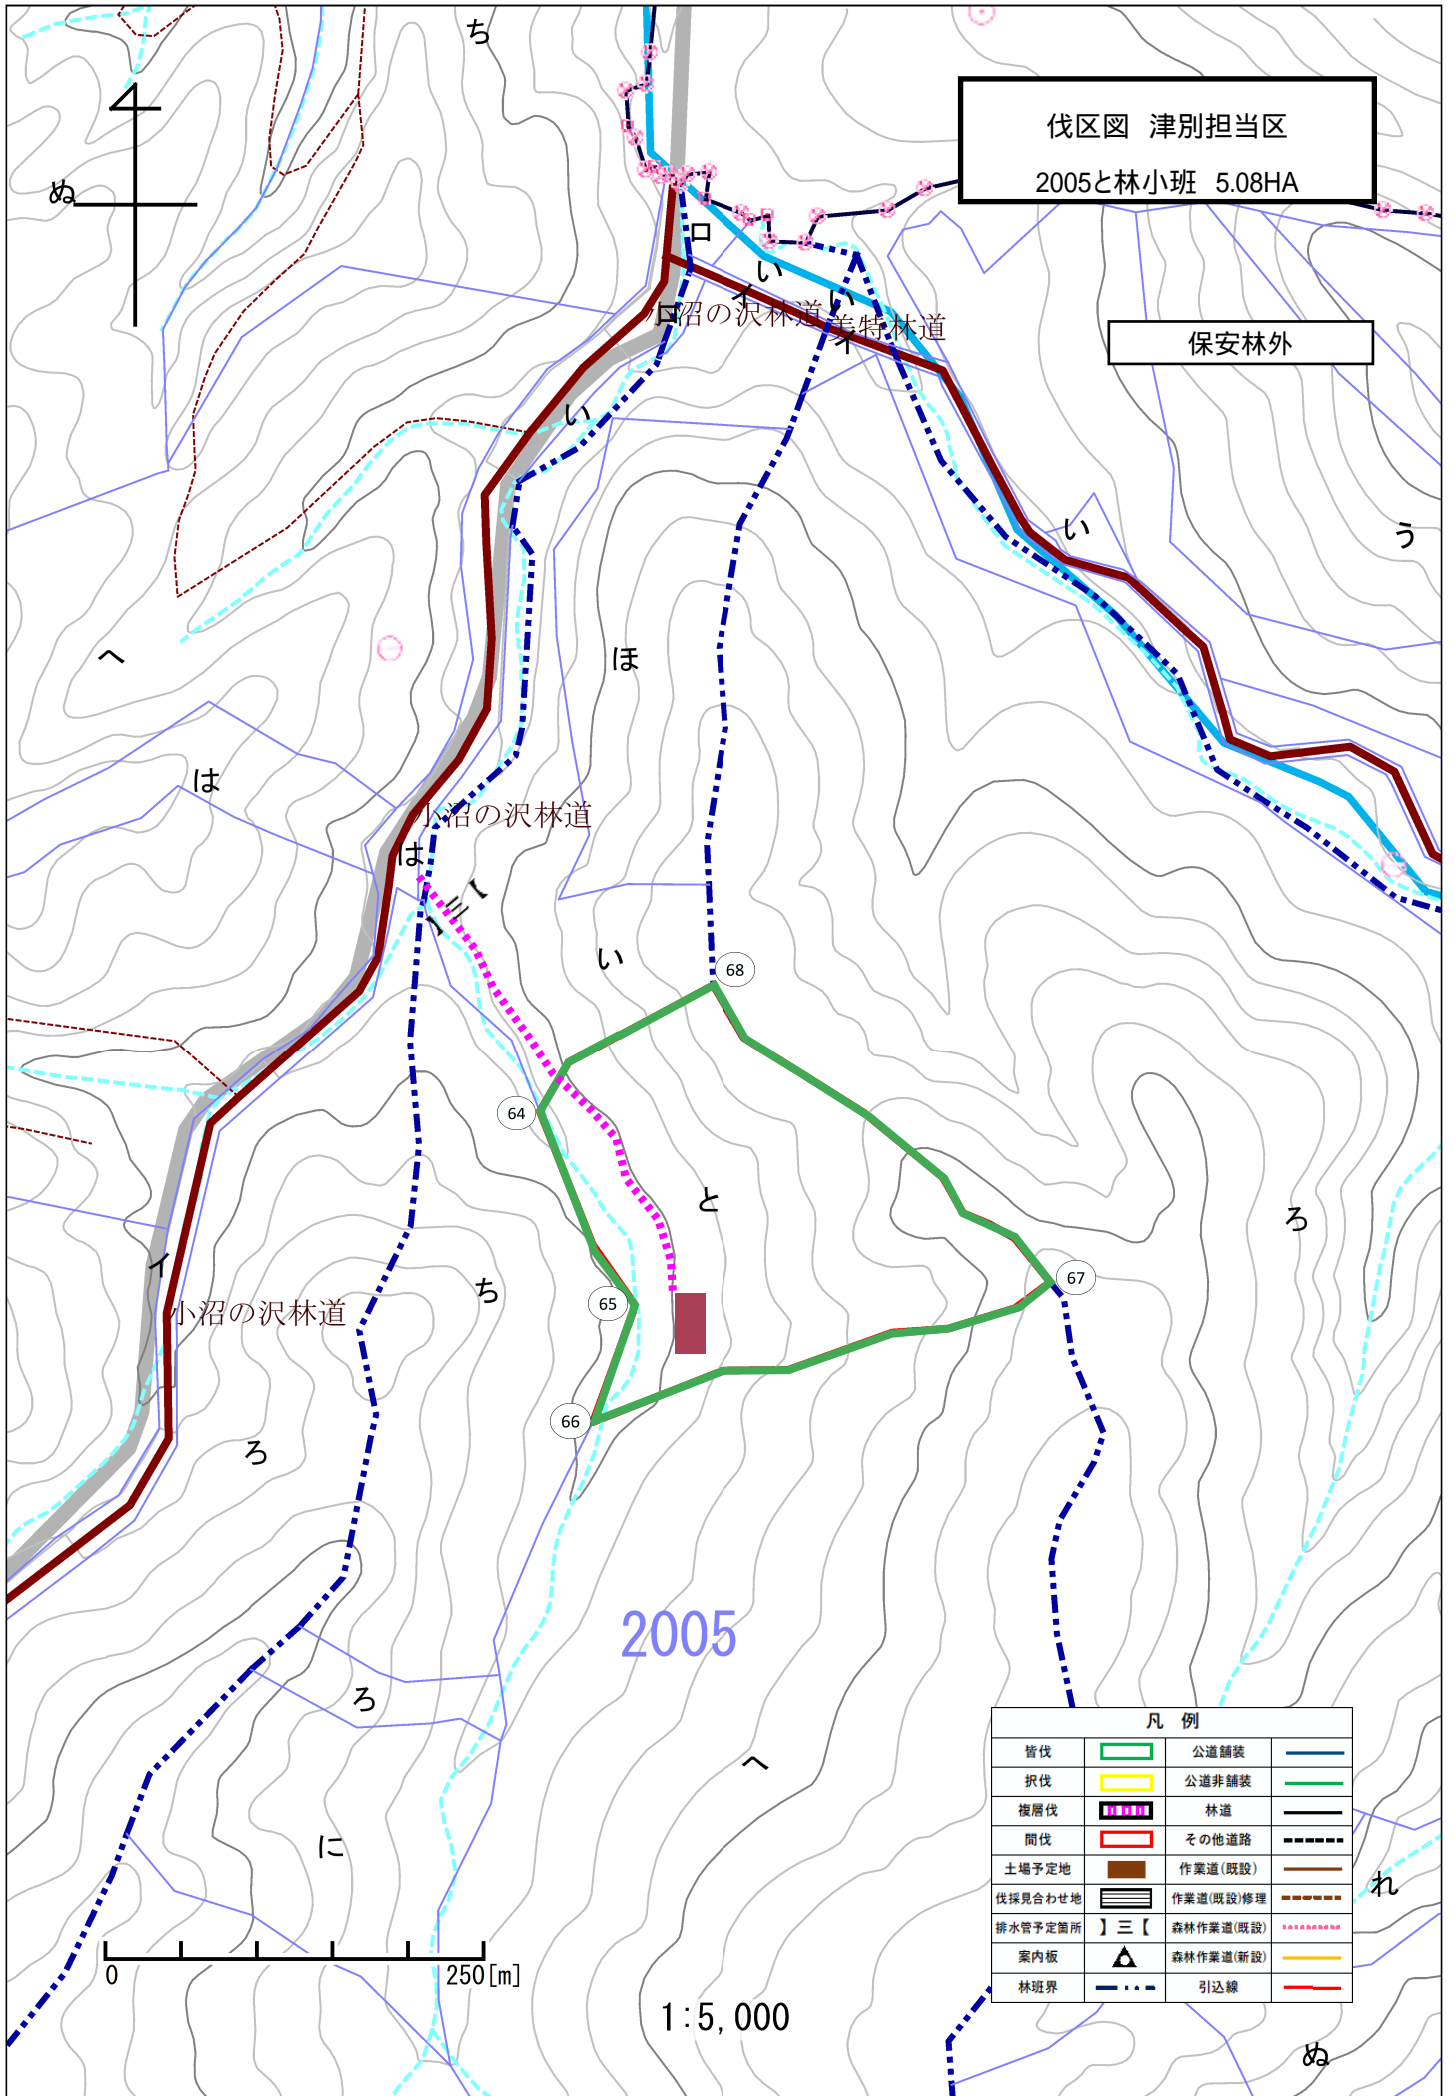 ち
伐区図 津別担当区
2005と林小班 5.08HA
ぬ
ロ
い
イ
い
ロ
小沼の沢林道
美特林道
イ
保安林外
い
い
う
ほ
へ
は
小沼の沢林道
は
】三【
い
68
64
と
ろ
イ
ち
67
65
小沼の沢林道
66
ろ
2005
ろ
へ
に
れ
凡 例
皆伐 公道舗装
択伐 公道非舗装
複層伐 林道
間伐 その他道路
土場予定地 作業道(既設)
伐採見合わせ地 作業道(既設)修理
排水管予定箇所 】三【 森林作業道(既設)
案内板 森林作業道(新設)
林班界 引込線
0 250[m]
1:5,000
ぬ